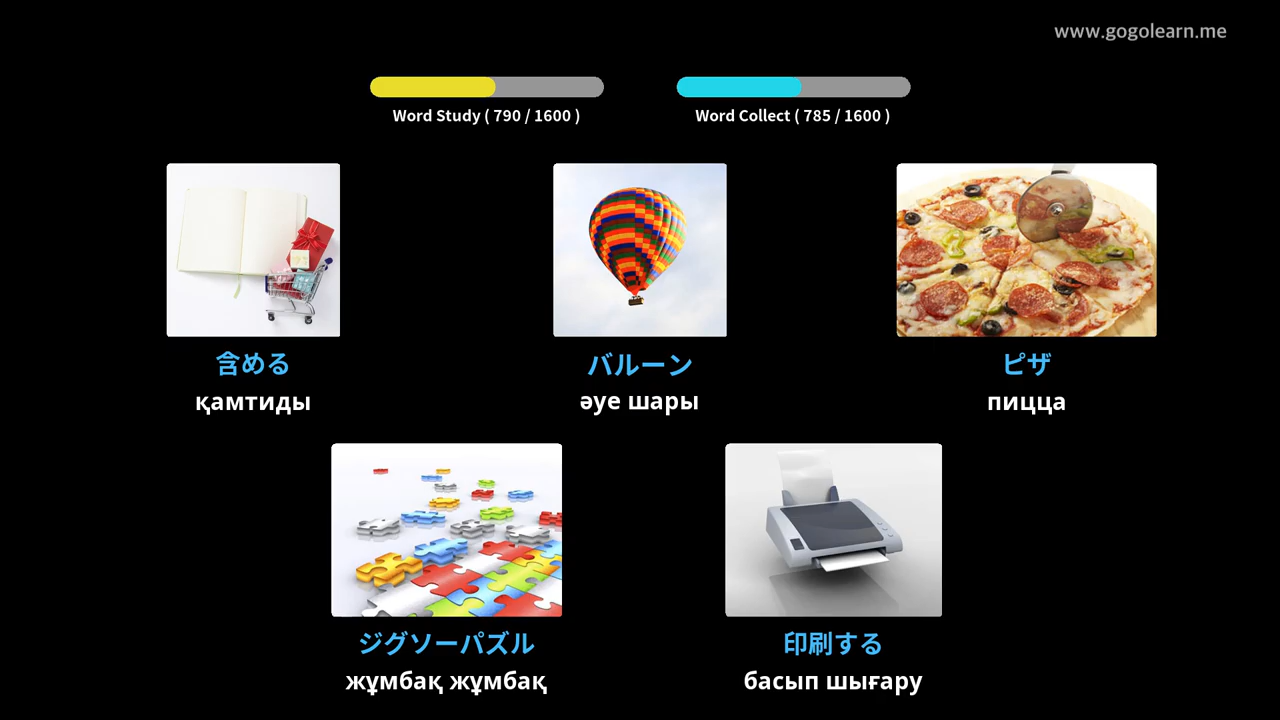 www.gogolearn.me
Word Study ( 790 / 1600 )
Word Collect ( 785 / 1600 )
含める
қамтиды
バルーン
әуе шары
ピザ
пицца
ジグソーパズル
жұмбақ жұмбақ
印刷する
басып шығару